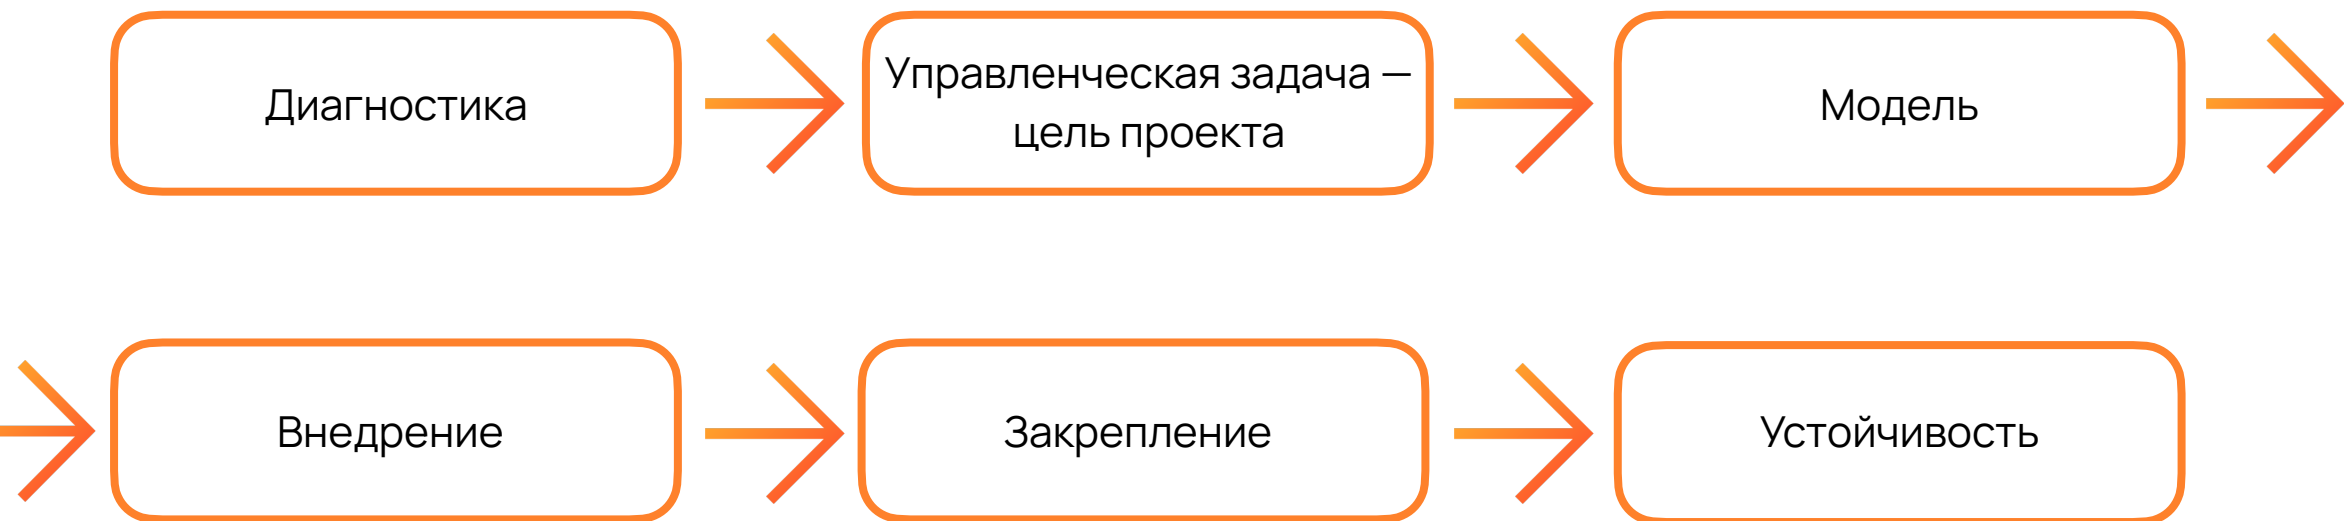 Диагностика
Управленческая задача —
цель проекта
Модель
Внедрение
Закрепление
Устойчивость